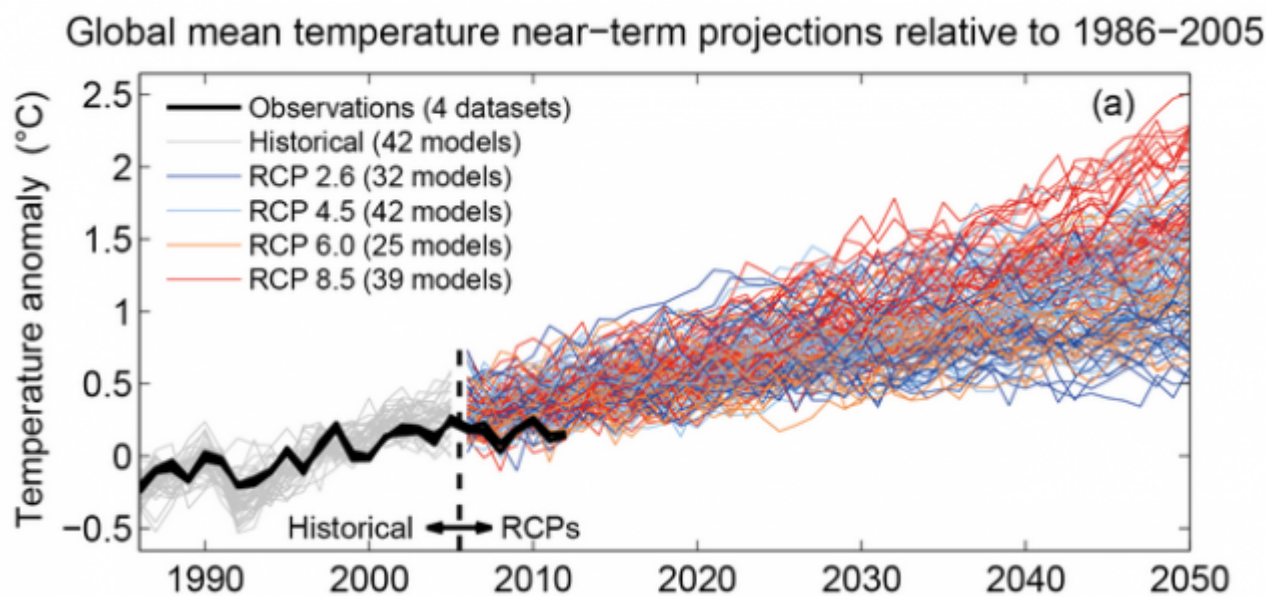 Global mean temperature near−term projections relative to 1986−2005
Temperature anomaly (°C)
2.5
2
1.5
1
0.5
0
−0.5
Observations (4 datasets)
Historical (42 models)
RCP 2.6 (32 models)
RCP 4.5 (42 models)
RCP 6.0 (25 models)
RCP 8.5 (39 models)
(a)
Historical
RCPs
1990 2000 2010 2020 2030 2040 2050